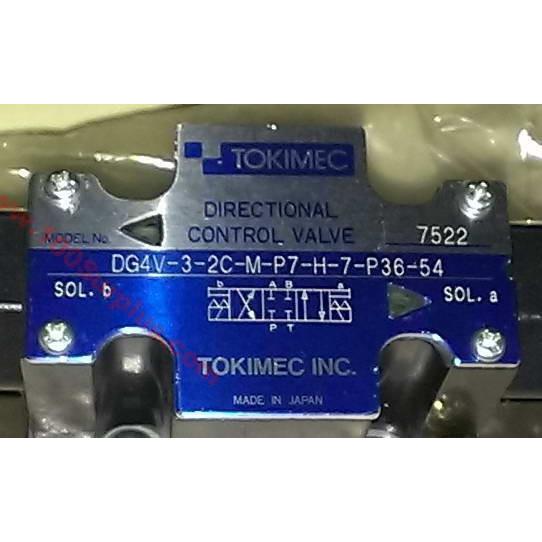 TOKIMEC
DIRECTIONAL
CONTROL VALVE
MODEL No.
7522
DG4V-3-2C-M-P7-H-7-P36-54
SOL. b
b A B a
P T
SOL. a
TOKIMEC INC.
MADE IN JAPAN